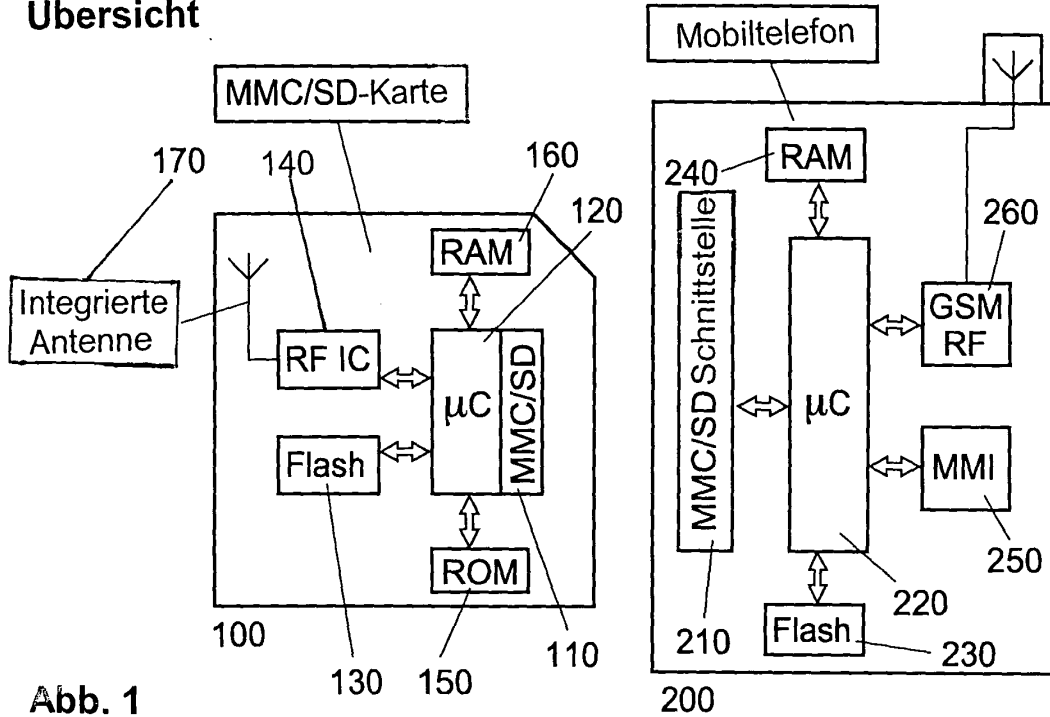 Übersicht
MMC/SD-Karte
170
140
160
120
RAM
Integrierte
Antenne
RF IC
µC
MMC/SD
Flash
ROM
100
130
150
110
Abb. 1
Mobiltelefon
240
RAM
260
MMC/SD Schnittstelle
µC
GSM
RF
MMI
250
220
210
Flash
230
200